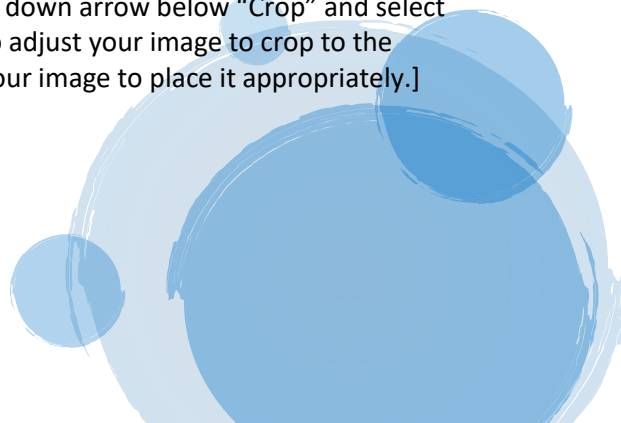 down arrow below “Crop” and select
o adjust your image to crop to the
our image to place it appropriately.]